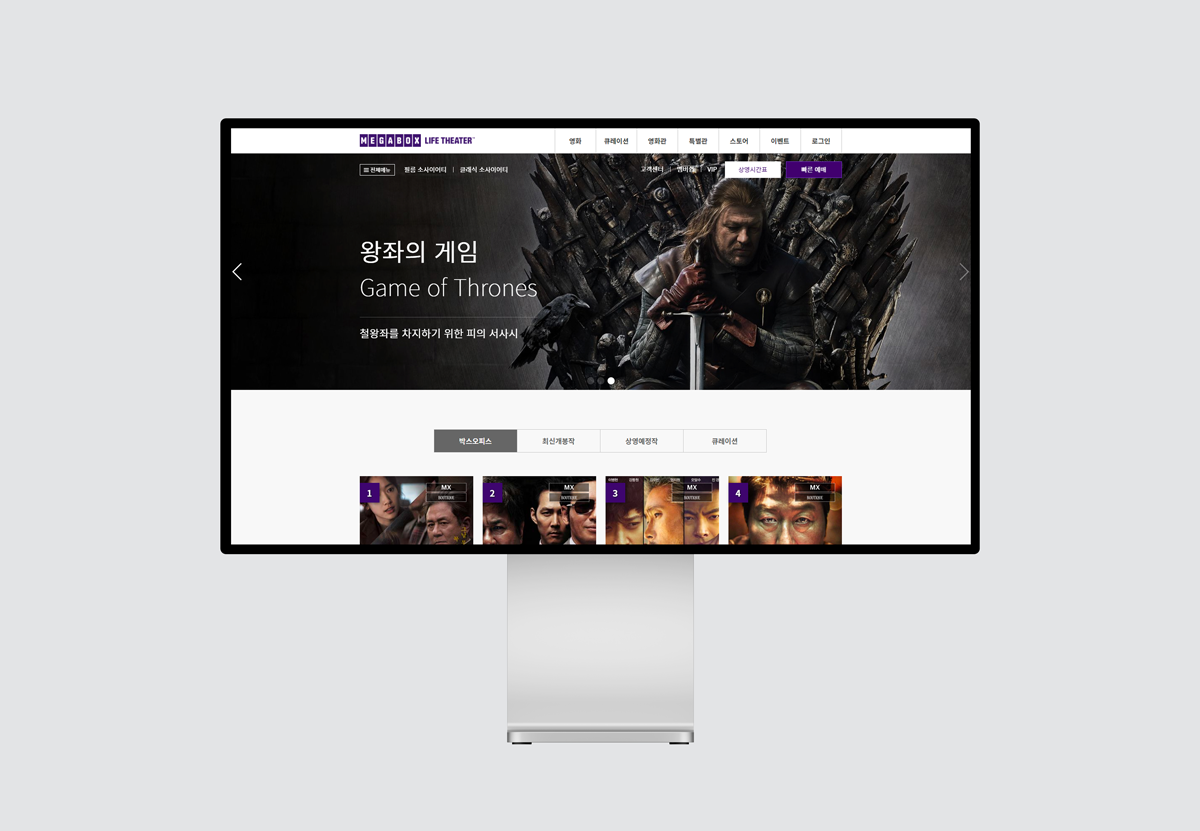 MEGABOX LIFE THEATER
영화 큐레이션 영화관 특별관 스토어 이벤트 로그인
전체메뉴 필름 소사이어티 | 클래식 소사이어티 고객센터 | 멤버쉽 | VIP 상영시간표 빠른 예매
왕좌의 게임
Game of Thrones
철왕좌를 차지하기 위한 피의 서사시
박스오피스 최신개봉작 상영예정작 큐레이션
1 MX 2 MX 3 MX 4 MX
BOUTIQUE BOUTIQUE BOUTIQUE BOUTIQUE